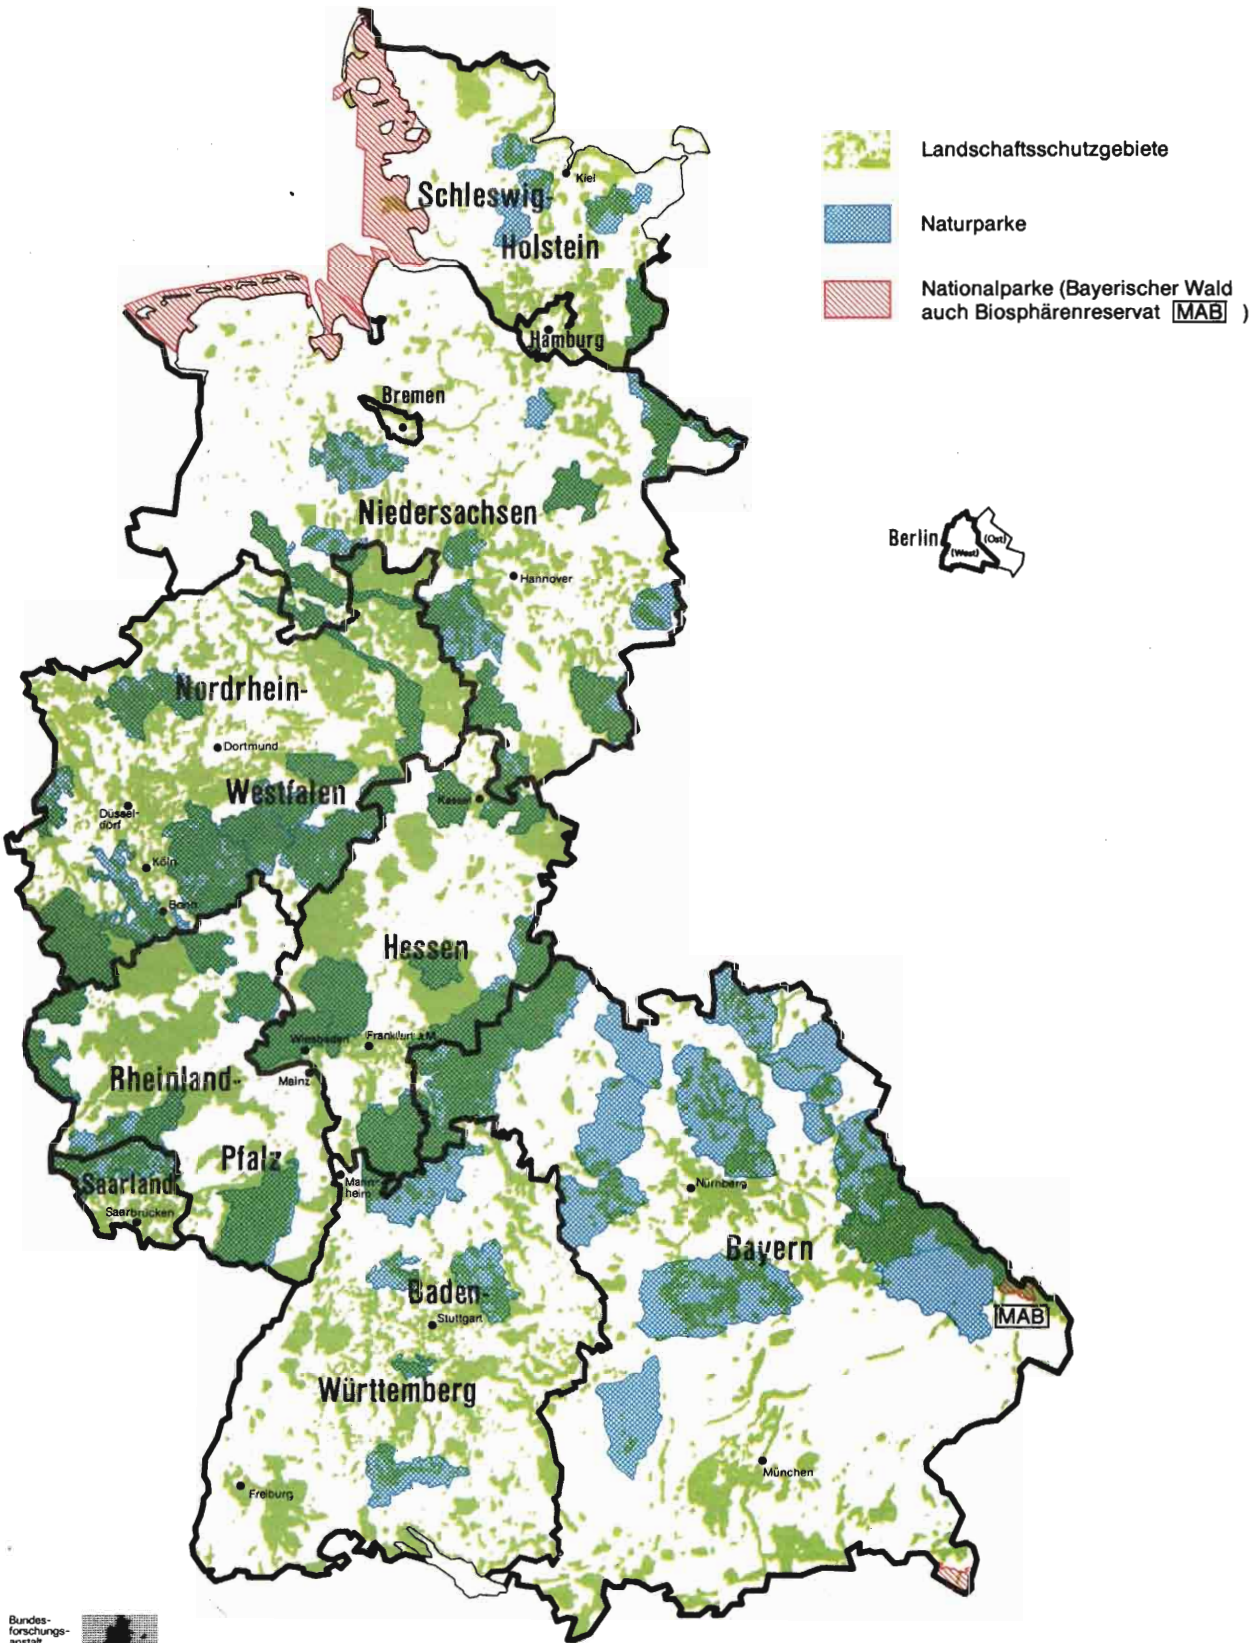 Landschaftsschutzgebiete
Naturparke
Nationalparke (Bayerischer Wald
auch Biosphärenreservat MAB )
Kiel
Schleswig-
Holstein
Hamburg
Bremen
Niedersachsen
Hannover
Berlin
(West)
(Ost)
Nordrhein-
Dortmund
Westfalen
Kassel
Düssel-
dorf
Köln
Bonn
Hessen
Wiesbaden
Frankfurt a.M.
Mainz
Rheinland-
Pfalz
Saarland
Saarbrücken
Mann-
heim
Nürnberg
Bayern
MAB
Baden-
Stuttgart
Württemberg
München
Freiburg
Bundes-
forschungs-
anstalt